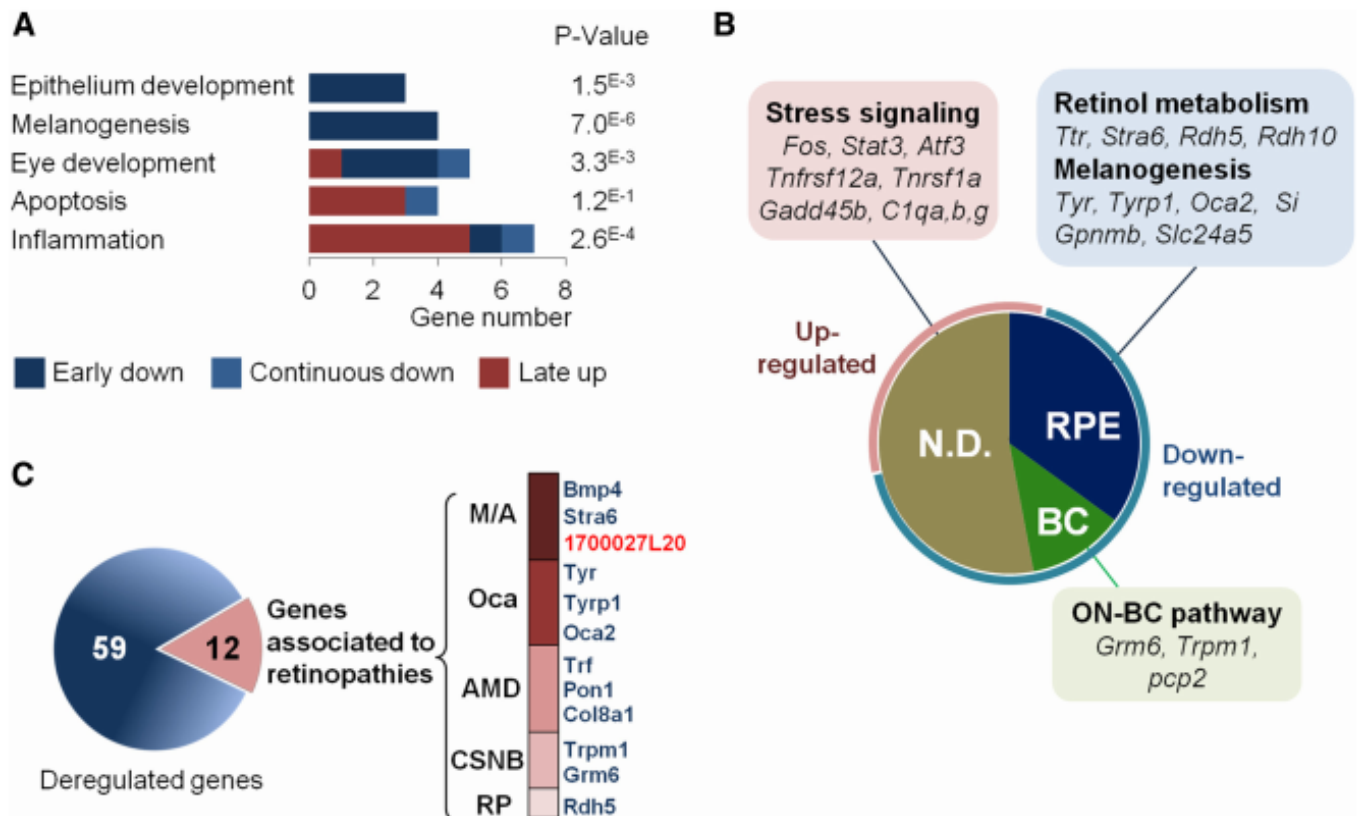 A
P-Value
Epithelium development 1.5E-3
Melanogenesis 7.0E-6
Eye development 3.3E-3
Apoptosis 1.2E-1
Inflammation 2.6E-4
0 2 4 6 8
Gene number
Early down Continuous down Late up
B
Stress signaling
Fos, Stat3, Atf3
Tnfrsf12a, Tnrsf1a
Gadd45b, C1qa,b,g
Retinol metabolism
Ttr, Stra6, Rdh5, Rdh10
Melanogenesis
Tyr, Tyrp1, Oca2, Si
Gpnmb, Slc24a5
Up-
regulated
N.D.
RPE
BC
Down-
regulated
ON-BC pathway
Grm6, Trpm1,
pcp2
C
59
12
Deregulated genes
Genes
associated to
retinopathies
M/A
Bmp4
Stra6
1700027L20
Oca
Tyr
Tyrp1
Oca2
AMD
Trf
Pon1
Col8a1
CSNB
Trpm1
Grm6
RP
Rdh5